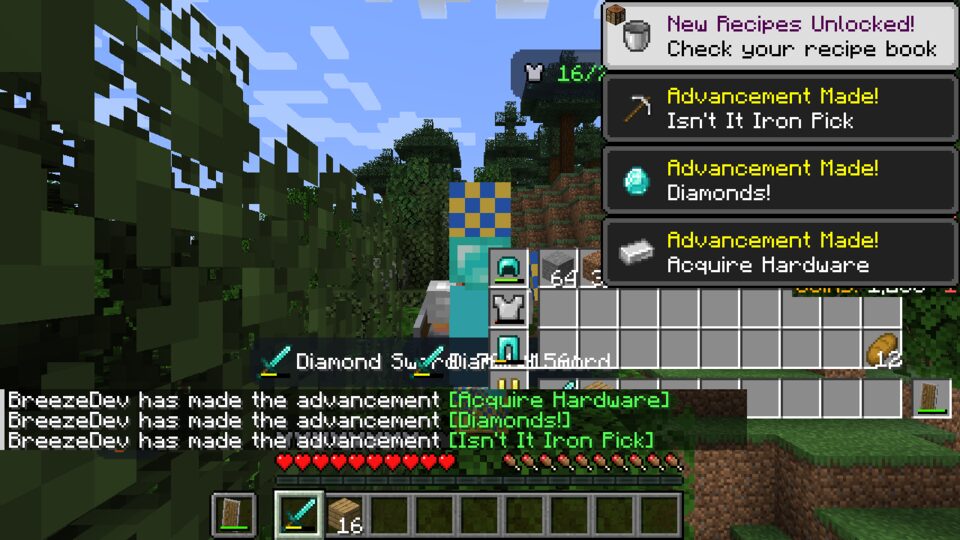 New Recipes Unlocked!
Check your recipe book
16/
Advancement Made!
Isn't It Iron Pick
Advancement Made!
Diamonds!
Advancement Made!
Acquire Hardware
64
12
Diamond
BreezeDev has made the advancement [Acquire Hardware]
BreezeDev has made the advancement [Diamonds!]
BreezeDev has made the advancement [Isn't It Iron Pick]
16